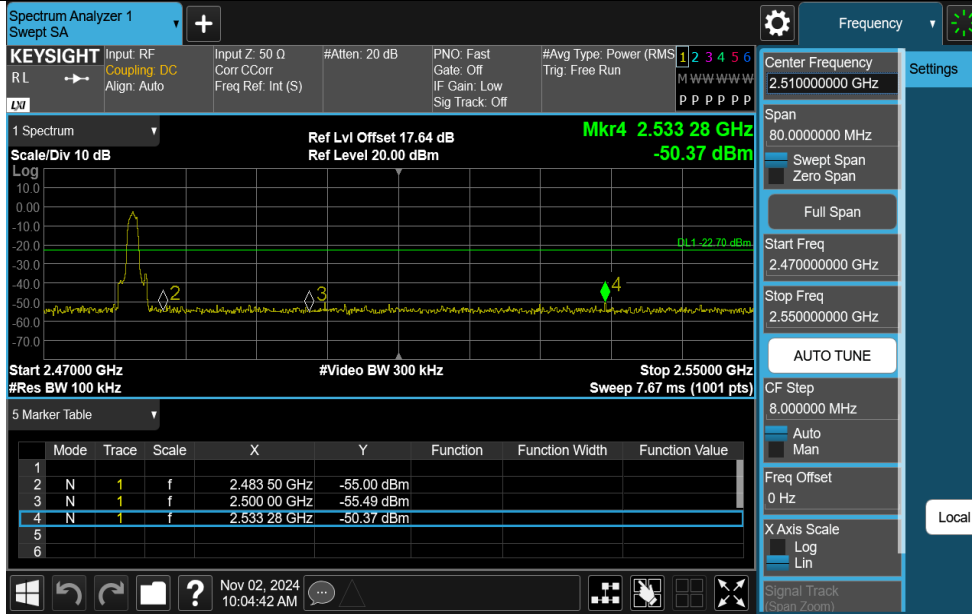 Spectrum Analyzer 1
Swept SA
+
Frequency
KEYSIGHT
R L
LXI
Input: RF
Coupling: DC
Align: Auto
Input Z: 50 Ω
Corr CCorr
Freq Ref: Int (S)
#Atten: 20 dB
PNO: Fast
Gate: Off
IF Gain: Low
Sig Track: Off
#Avg Type: Power (RMS
Trig: Free Run
1 2 3 4 5 6
M W W W W W
P P P P P P
1 Spectrum
Scale/Div 10 dB
Ref Lvl Offset 17.64 dB
Ref Level 20.00 dBm
Mkr4 2.533 28 GHz
-50.37 dBm
Log
10.0
0.00
-10.0
-20.0
-30.0
-40.0
-50.0
-60.0
-70.0
DL1 -22.70 dBm
2
3
4
Start 2.47000 GHz
#Res BW 100 kHz
#Video BW 300 kHz
Stop 2.55000 GHz
Sweep 7.67 ms (1001 pts)
5 Marker Table
Mode Trace Scale X Y Function Function Width Function Value
1
2 N 1 f 2.483 50 GHz -55.00 dBm
3 N 1 f 2.500 00 GHz -55.49 dBm
4 N 1 f 2.533 28 GHz -50.37 dBm
5
6
?
Nov 02, 2024
10:04:42 AM
Center Frequency
2.510000000 GHz
Span
80.0000000 MHz
Swept Span
Zero Span
Full Span
Start Freq
2.470000000 GHz
Stop Freq
2.550000000 GHz
AUTO TUNE
CF Step
8.000000 MHz
Auto
Man
Freq Offset
0 Hz
X Axis Scale
Log
Lin
Signal Track
(Span Zoom)
Settings
Local